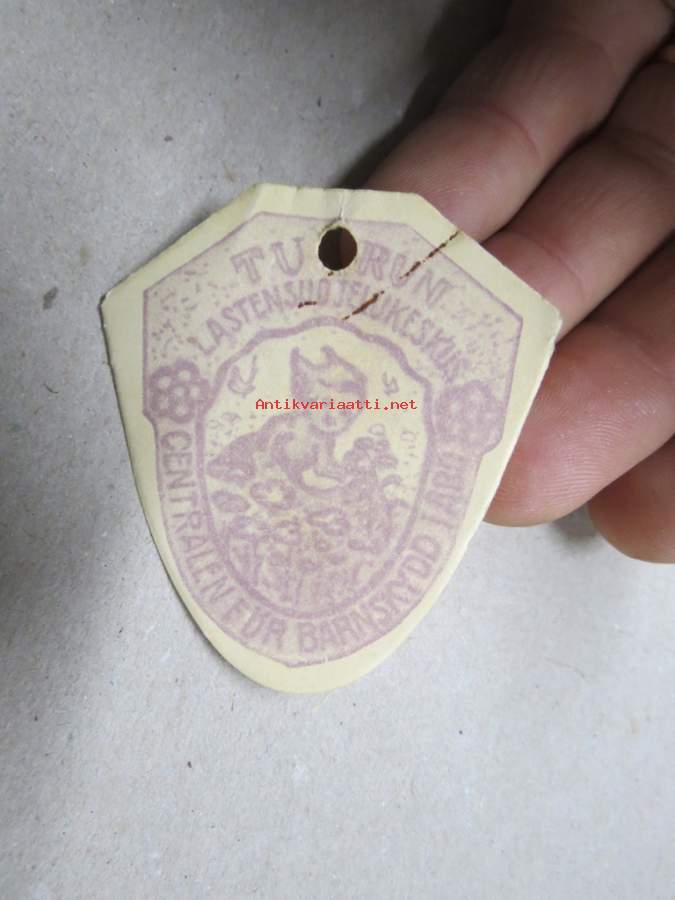 TURUN
LASTENSUOJELUKESKUS
Antikvariaatti.net
CENTRALEN FÖR BARNSKYDD I ÅBO